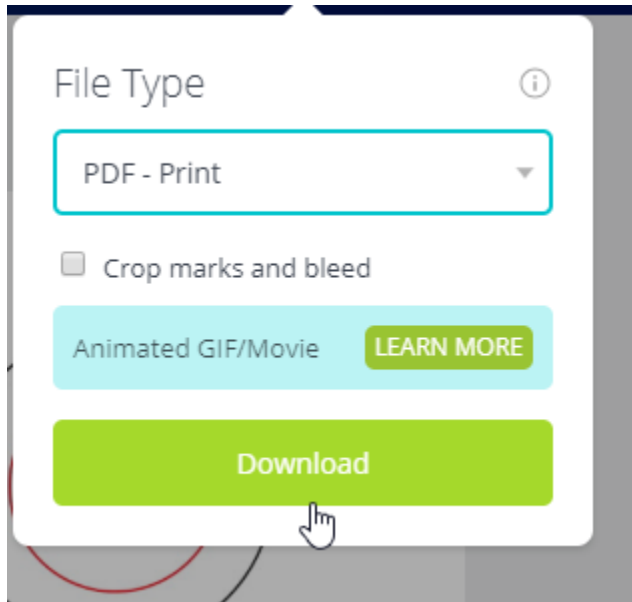 File Type
PDF - Print
Crop marks and bleed
Animated GIF/Movie LEARN MORE
Download